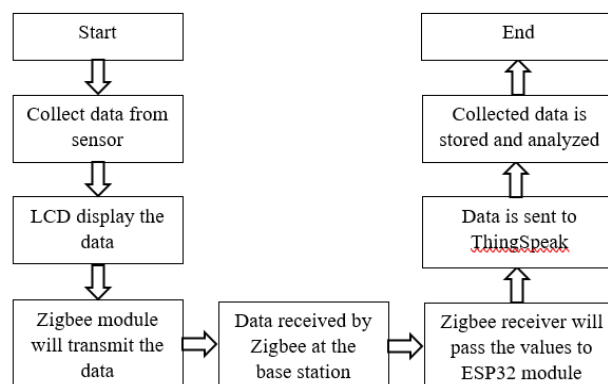 Start
Collect data from
sensor
LCD display the
data
Zigbee module
will transmit the
data
Data received by
Zigbee at the
base station
Zigbee receiver will
pass the values to
ESP32 module
Data is sent to
ThingSpeak
Collected data is
stored and analyzed
End